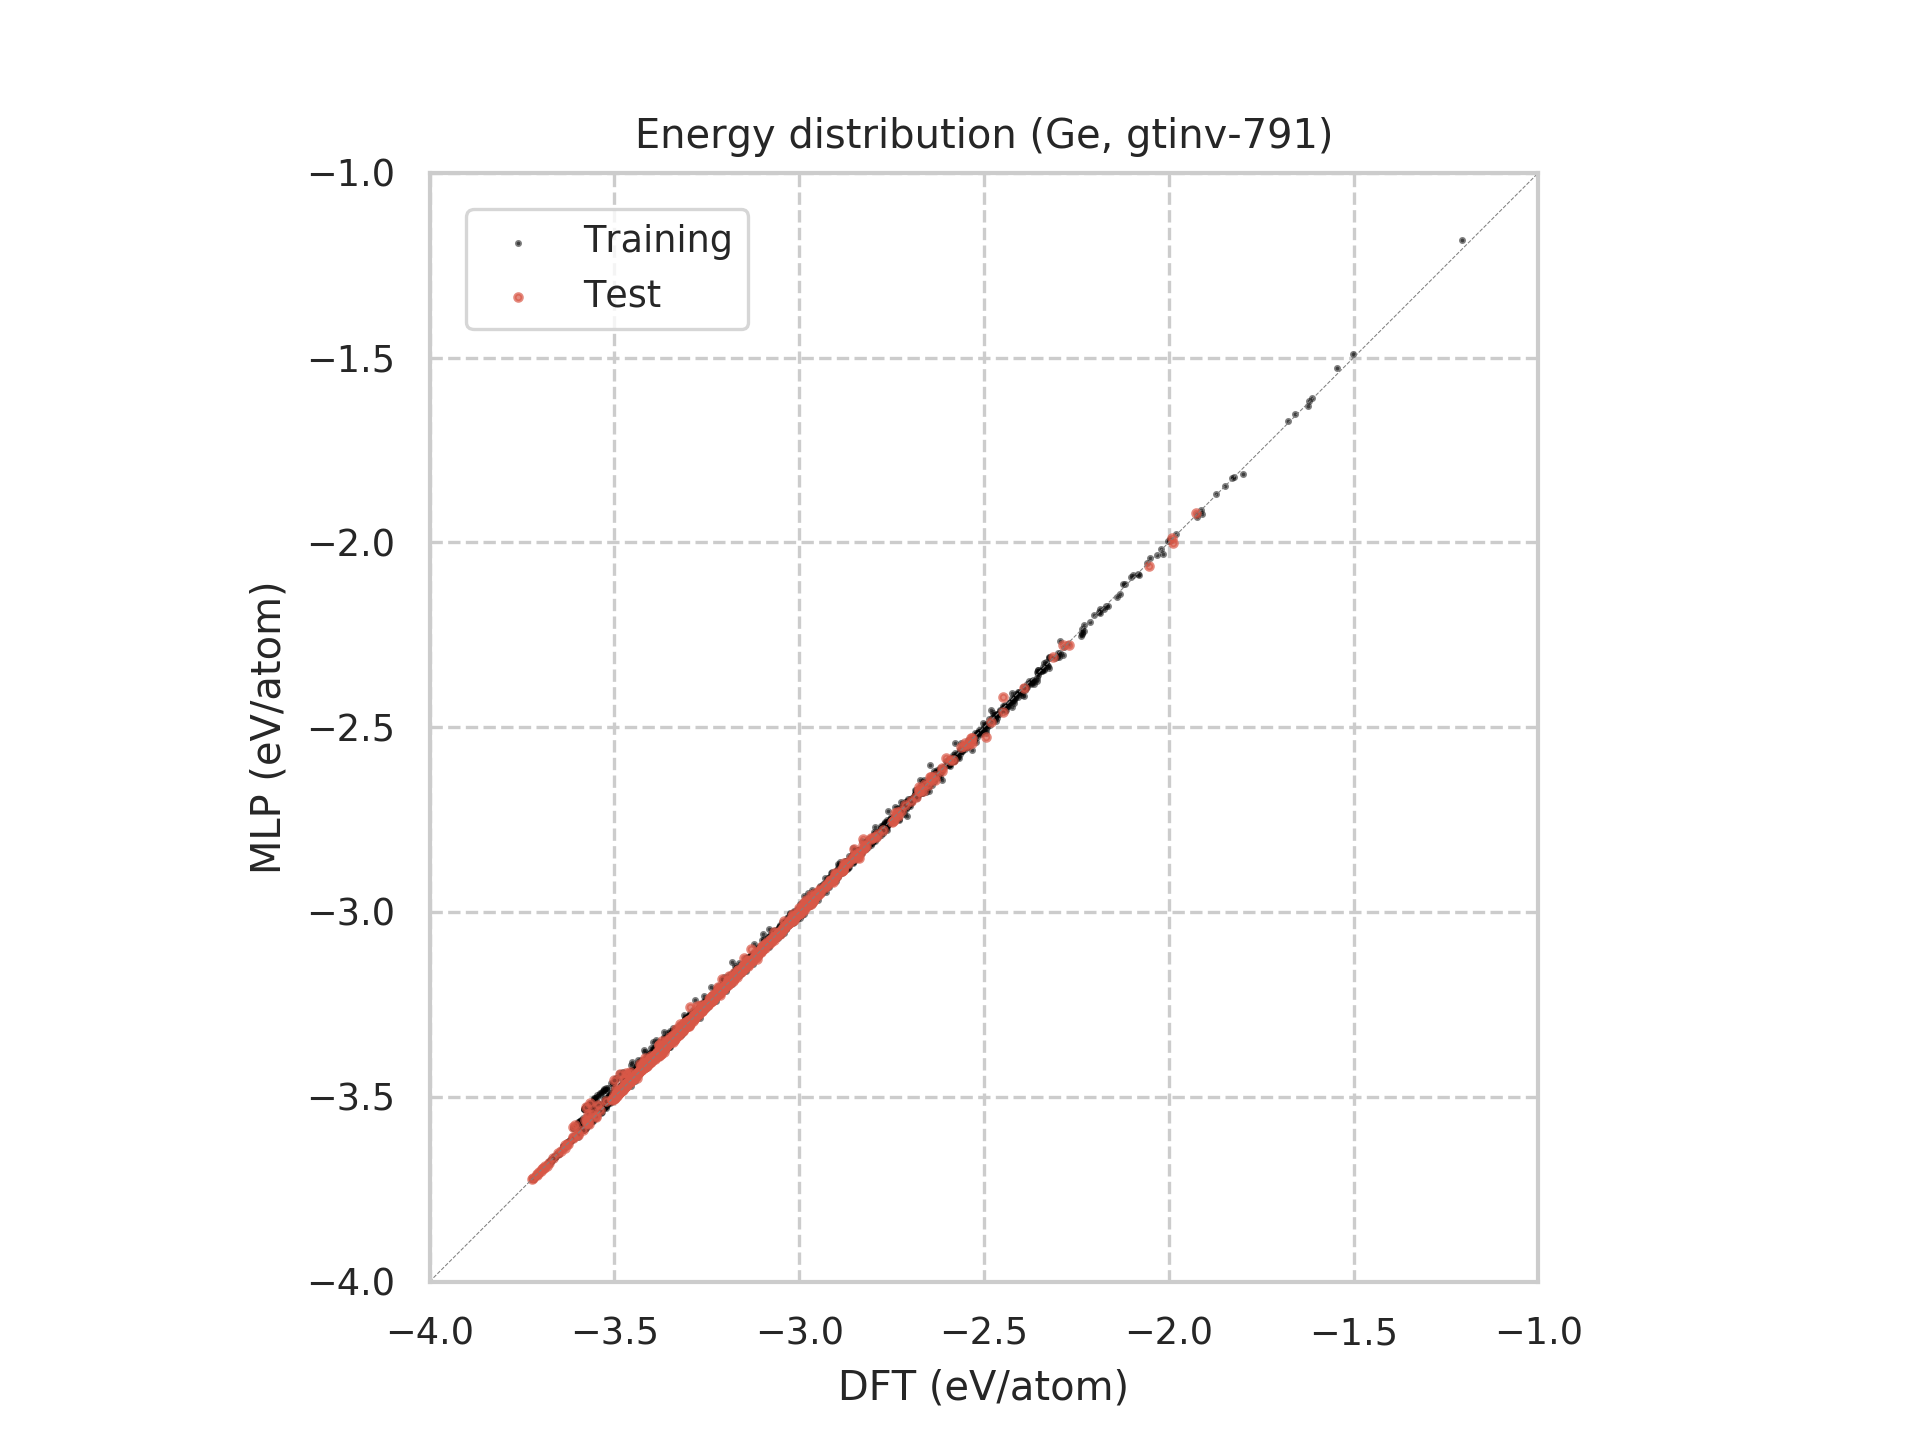 Energy distribution (Ge, gtinv-791)
Training
Test
−1.0
−1.5
−2.0
−2.5
−3.0
−3.5
−4.0
MLP (eV/atom)
−4.0 −3.5 −3.0 −2.5 −2.0 −1.5 −1.0
DFT (eV/atom)